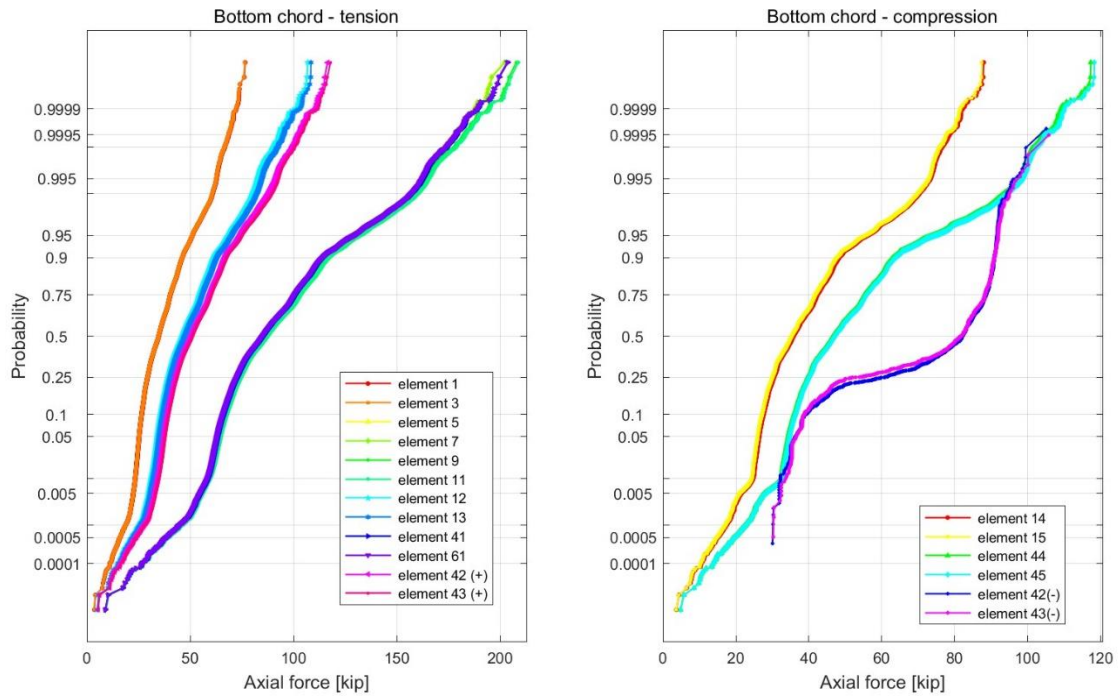 Bottom chord - tension
Probability
0.9999
0.9995
0.995
0.95
0.9
0.75
0.5
0.25
0.1
0.05
0.005
0.0005
0.0001
0 50 100 150 200
Axial force [kip]
element 1
element 3
element 5
element 7
element 9
element 11
element 12
element 13
element 41
element 61
element 42 (+)
element 43 (+)
Bottom chord - compression
Probability
0.9999
0.9995
0.995
0.95
0.9
0.75
0.5
0.25
0.1
0.05
0.005
0.0005
0.0001
0 20 40 60 80 100 120
Axial force [kip]
element 14
element 15
element 44
element 45
element 42(-)
element 43(-)